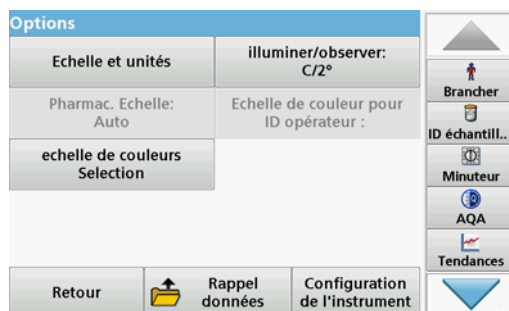 Options
Echelle et unités
illuminer/observer:
C/2°
Pharmac. Echelle:
Auto
Echelle de couleur pour
ID opérateur :
echelle de couleurs
Selection
Retour
Rappel
données
Configuration
de l'instrument
Brancher
ID échantill..
Minuteur
AQA
Tendances